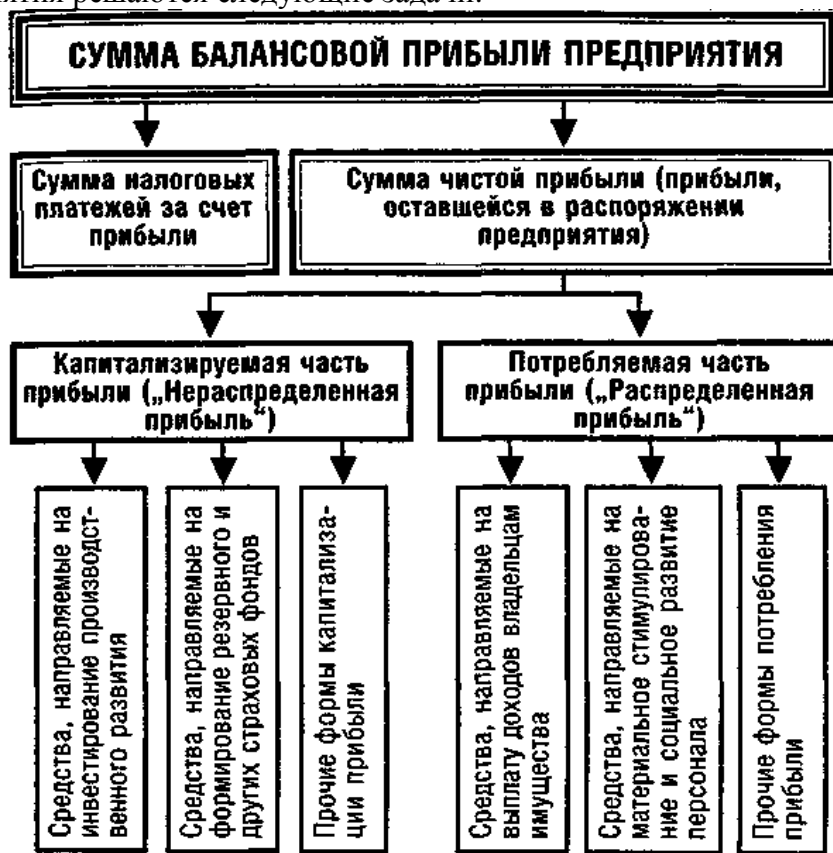 решаются следующие задачи:
СУММА БАЛАНСОВОЙ ПРИБЫЛИ ПРЕДПРИЯТИЯ
Сумма налоговых
платежей за счет
прибыли
Сумма чистой прибыли (прибыли,
оставшейся в распоряжении
предприятия)
Капитализируемая часть
прибыли („Нераспределенная
прибыль“)
Потребляемая часть
прибыли („Распределенная
прибыль“)
Средства, направляемые на
инвестирование производст-
венного развития
Средства, направляемые на
формирование резервного и
других страховых фондов
Прочие формы капитализа-
ции прибыли
Средства, направляемые на
выплату доходов владельцам
имущества
Средства, направляемые на
материальное стимулирова-
ние и социальное развитие
персонала
Прочие формы потребления
прибыли